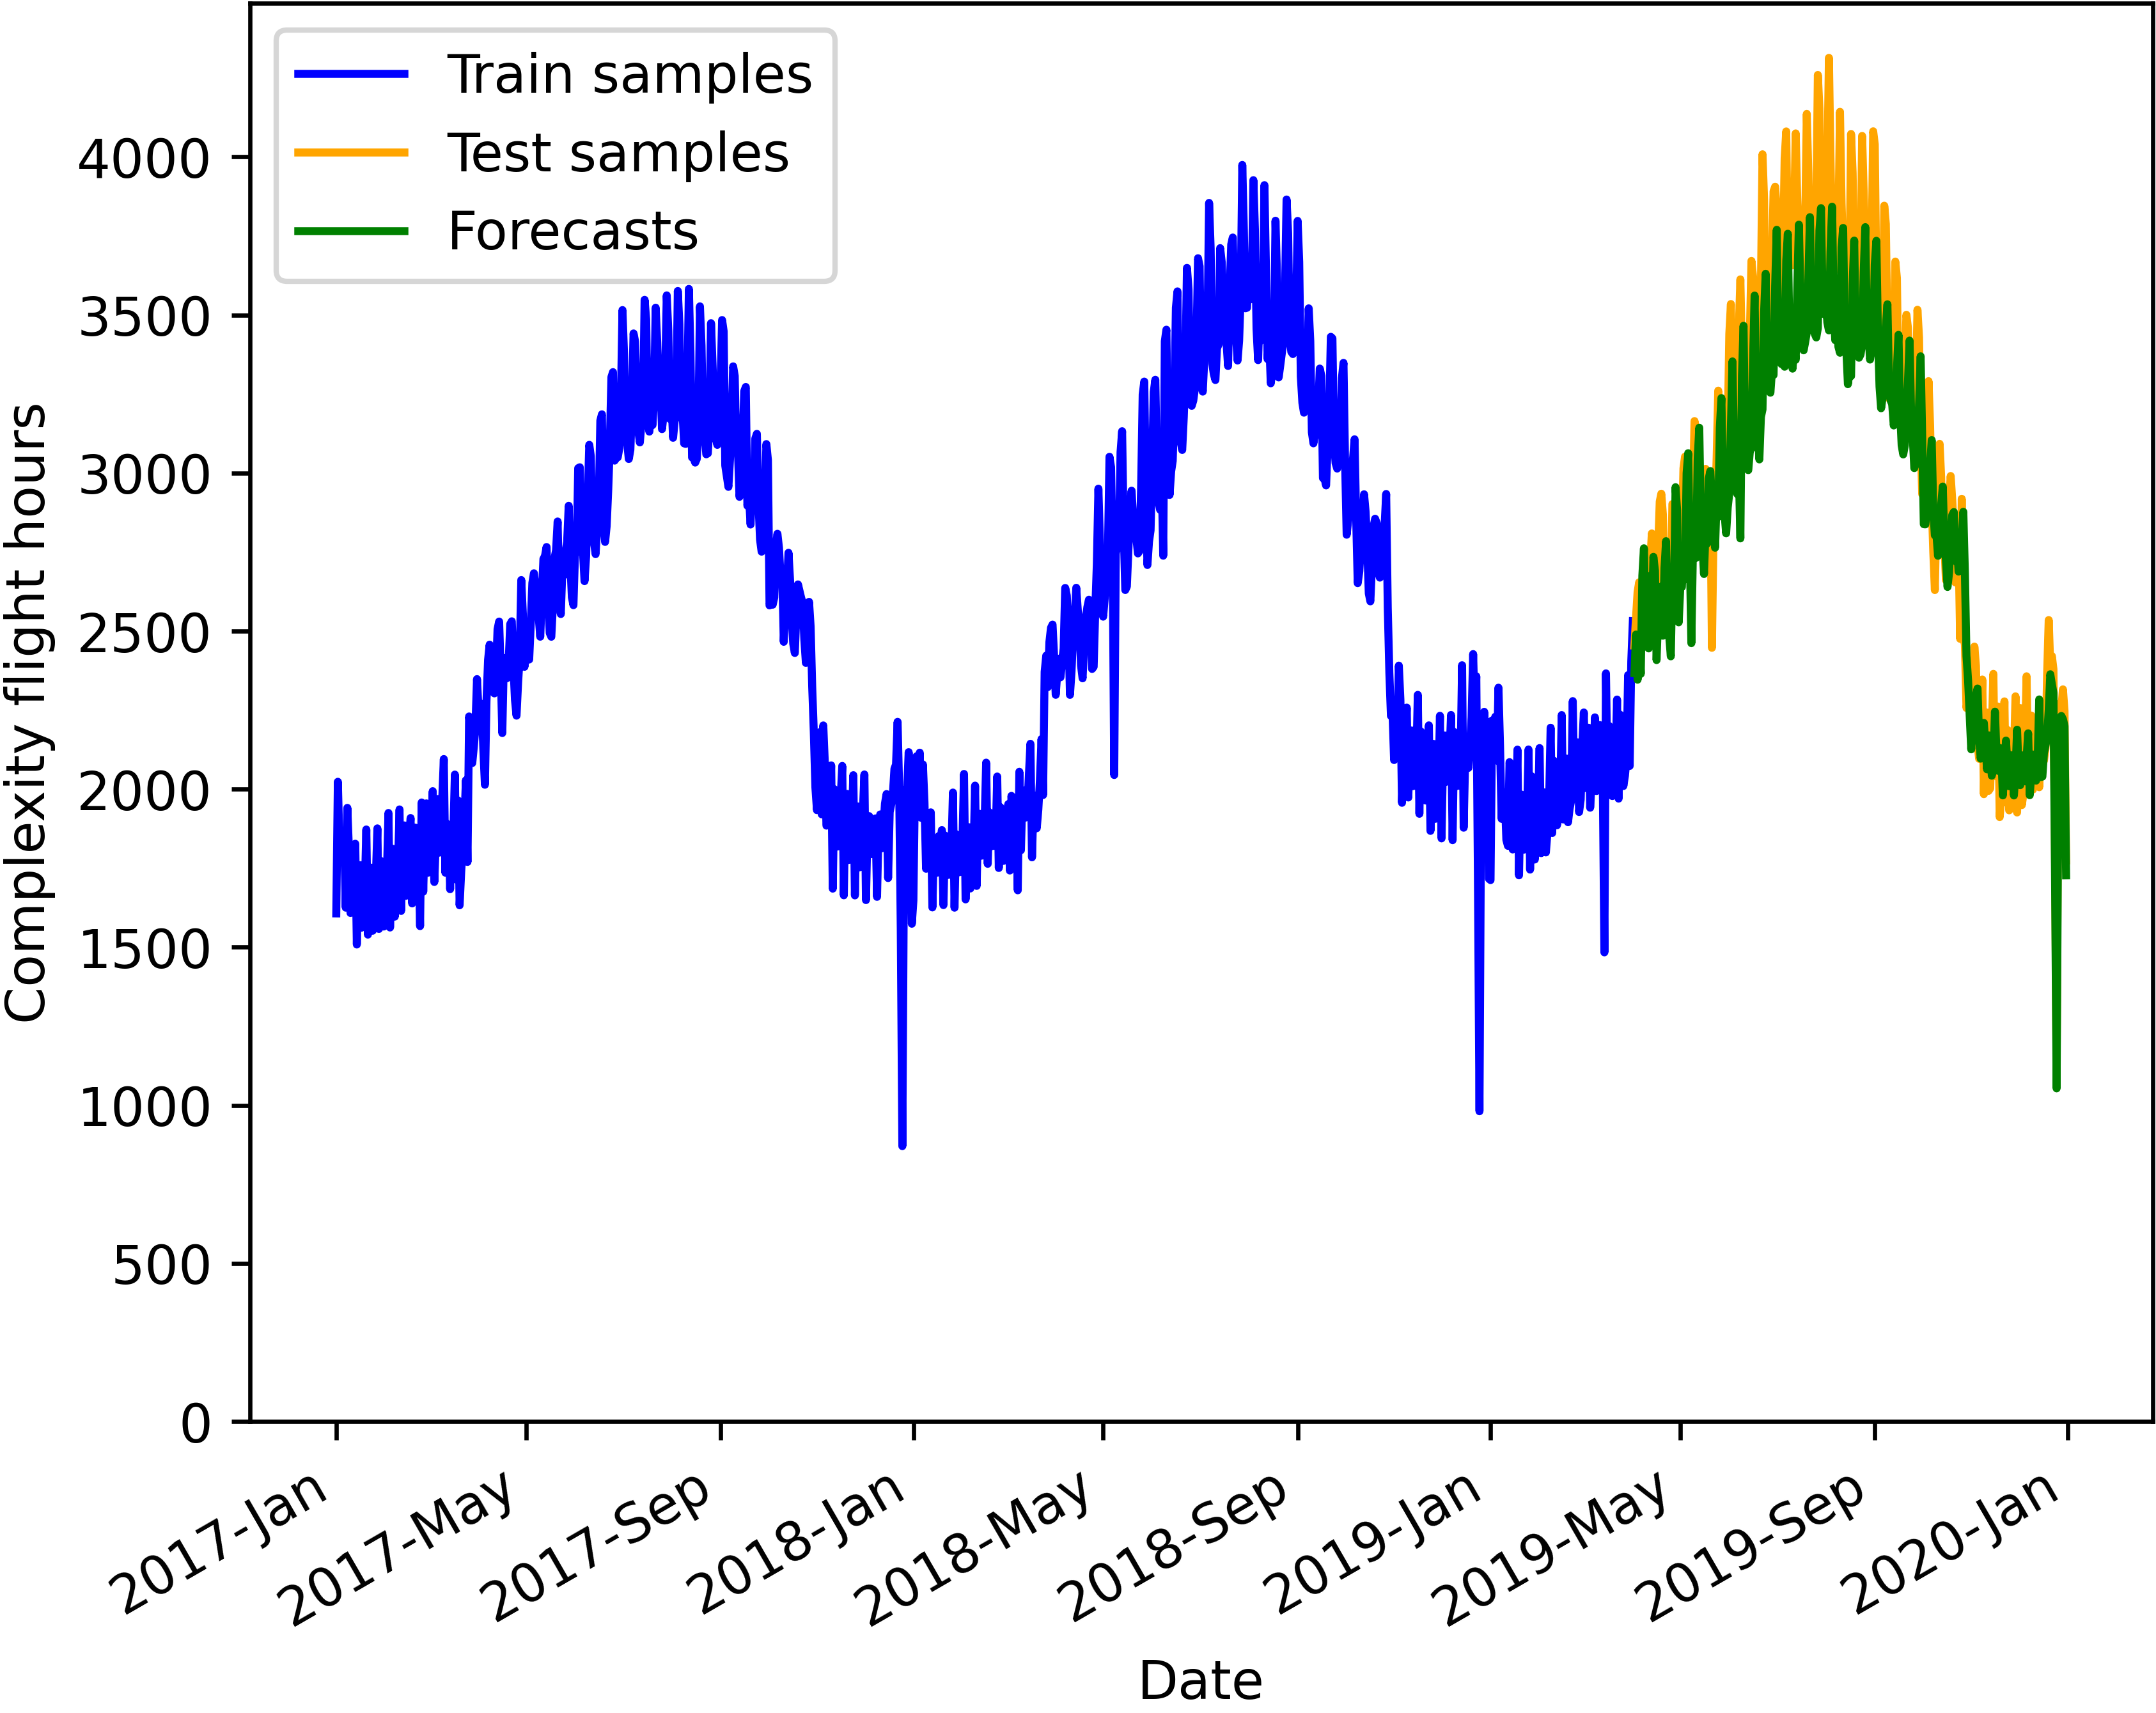 Train samples
Test samples
Forecasts
4000
3500
3000
2500
2000
1500
1000
500
0
Complexity flight hours
2017-Jan
2017-May
2017-Sep
2018-Jan
2018-May
2018-Sep
2019-Jan
2019-May
2019-Sep
2020-Jan
Date